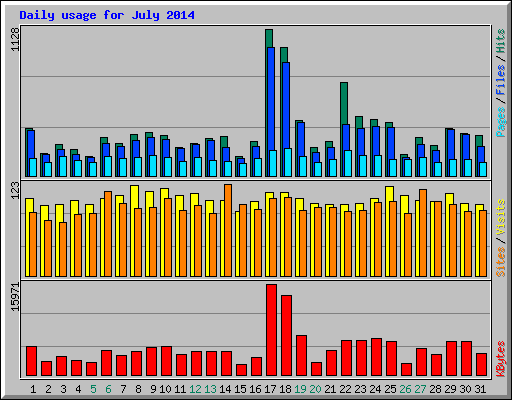 Daily usage for July 2014
1128
Pages / Files / Hits
123
Sites / Visits
15971
KBytes
1 2 3 4 5 6 7 8 9 10 11 12 13 14 15 16 17 18 19 20 21 22 23 24 25 26 27 28 29 30 31